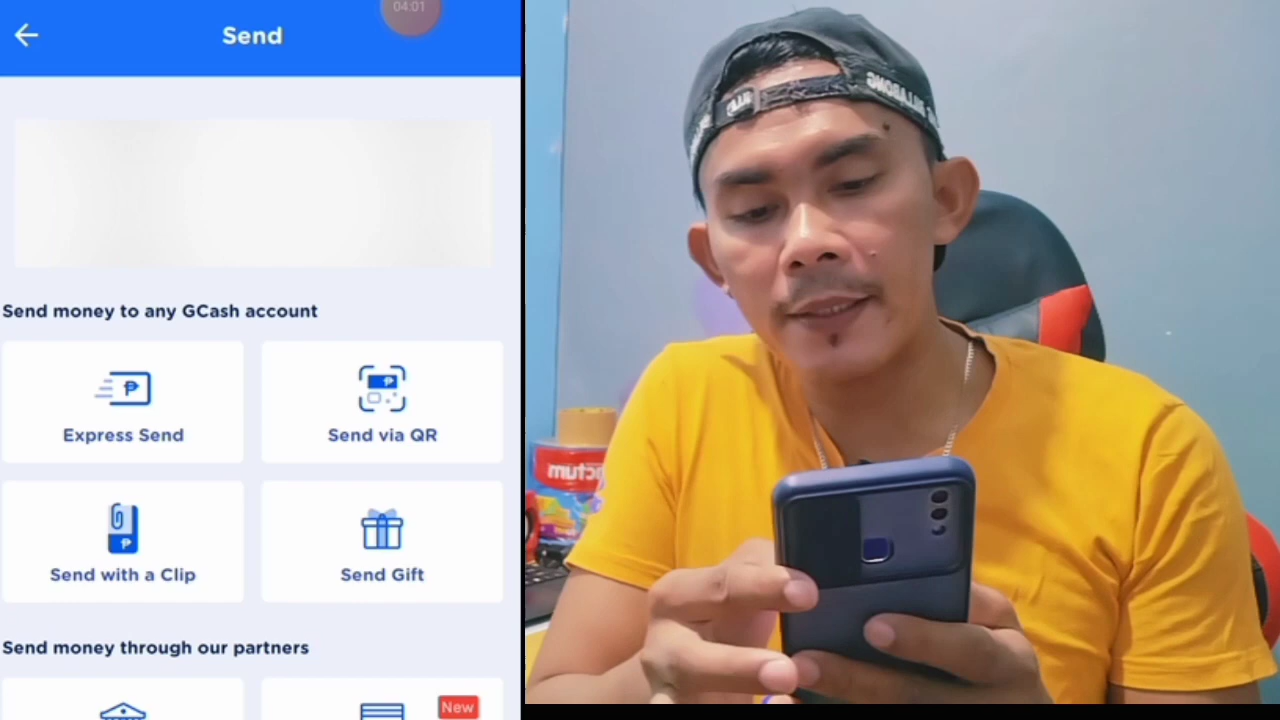 04:01
Send
Send money to any GCash account
Express Send
Send via QR
Send with a Clip
Send Gift
Send money through our partners
New
BILLABONG